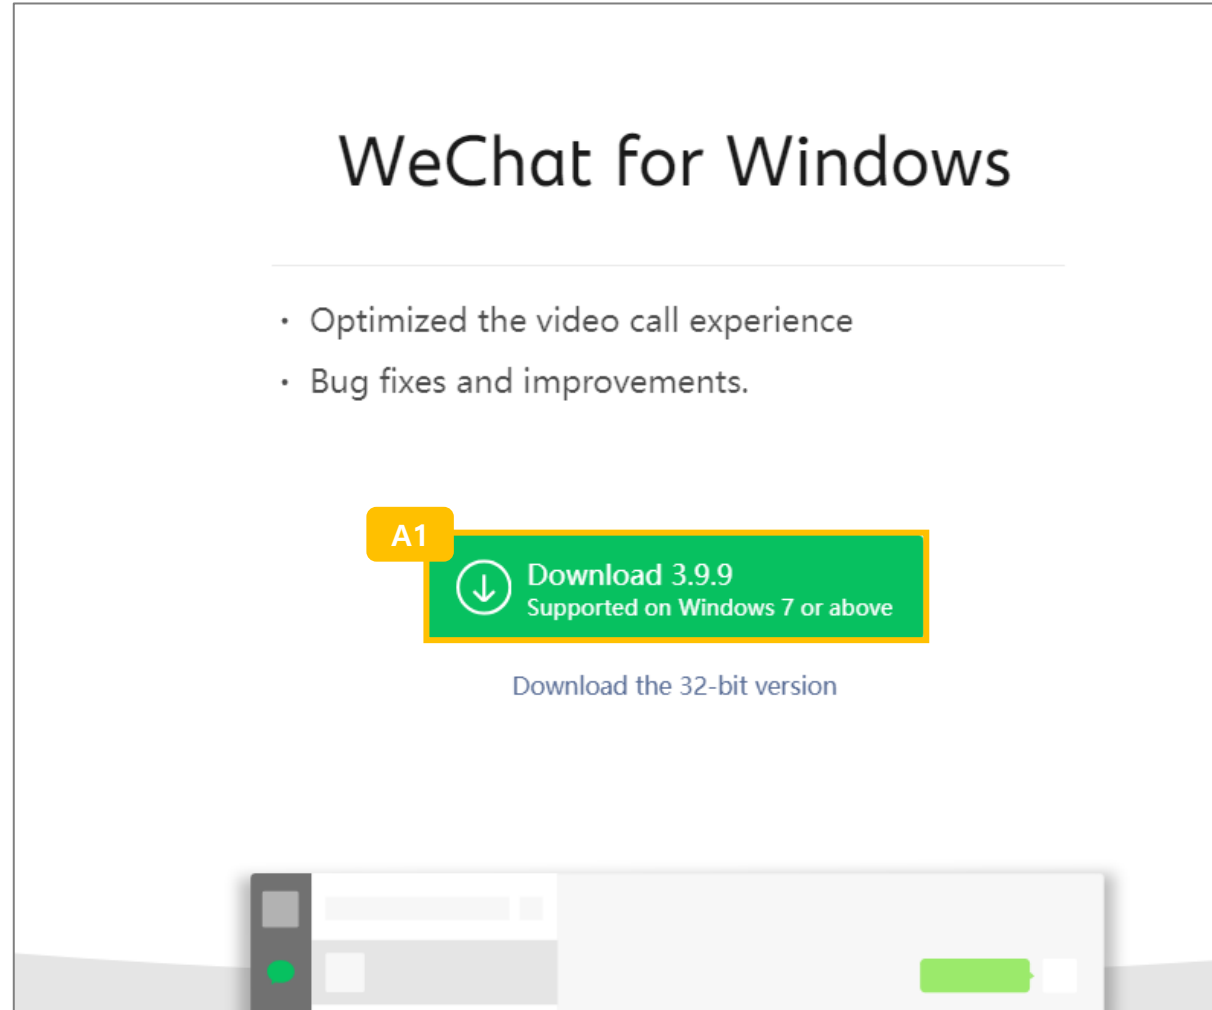 WeChat for Windows
· Optimized the video call experience
· Bug fixes and improvements.
A1
Download 3.9.9
Supported on Windows 7 or above
Download the 32-bit version